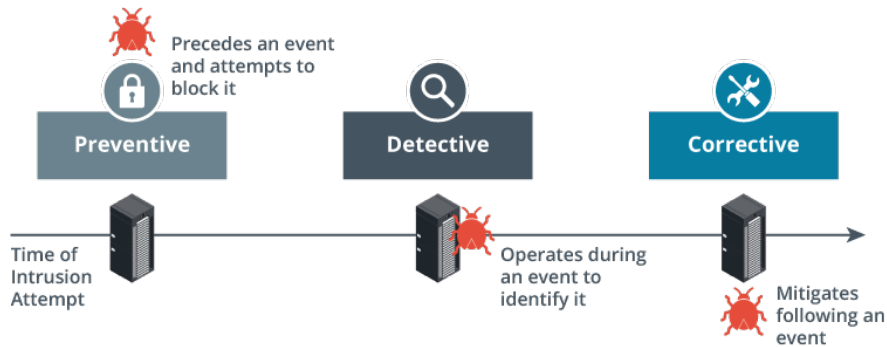 Precedes an event
and attempts to
block it
Preventive
Detective
Corrective
Time of
Intrusion
Attempt
Operates during
an event to
identify it
Mitigates
following an
event